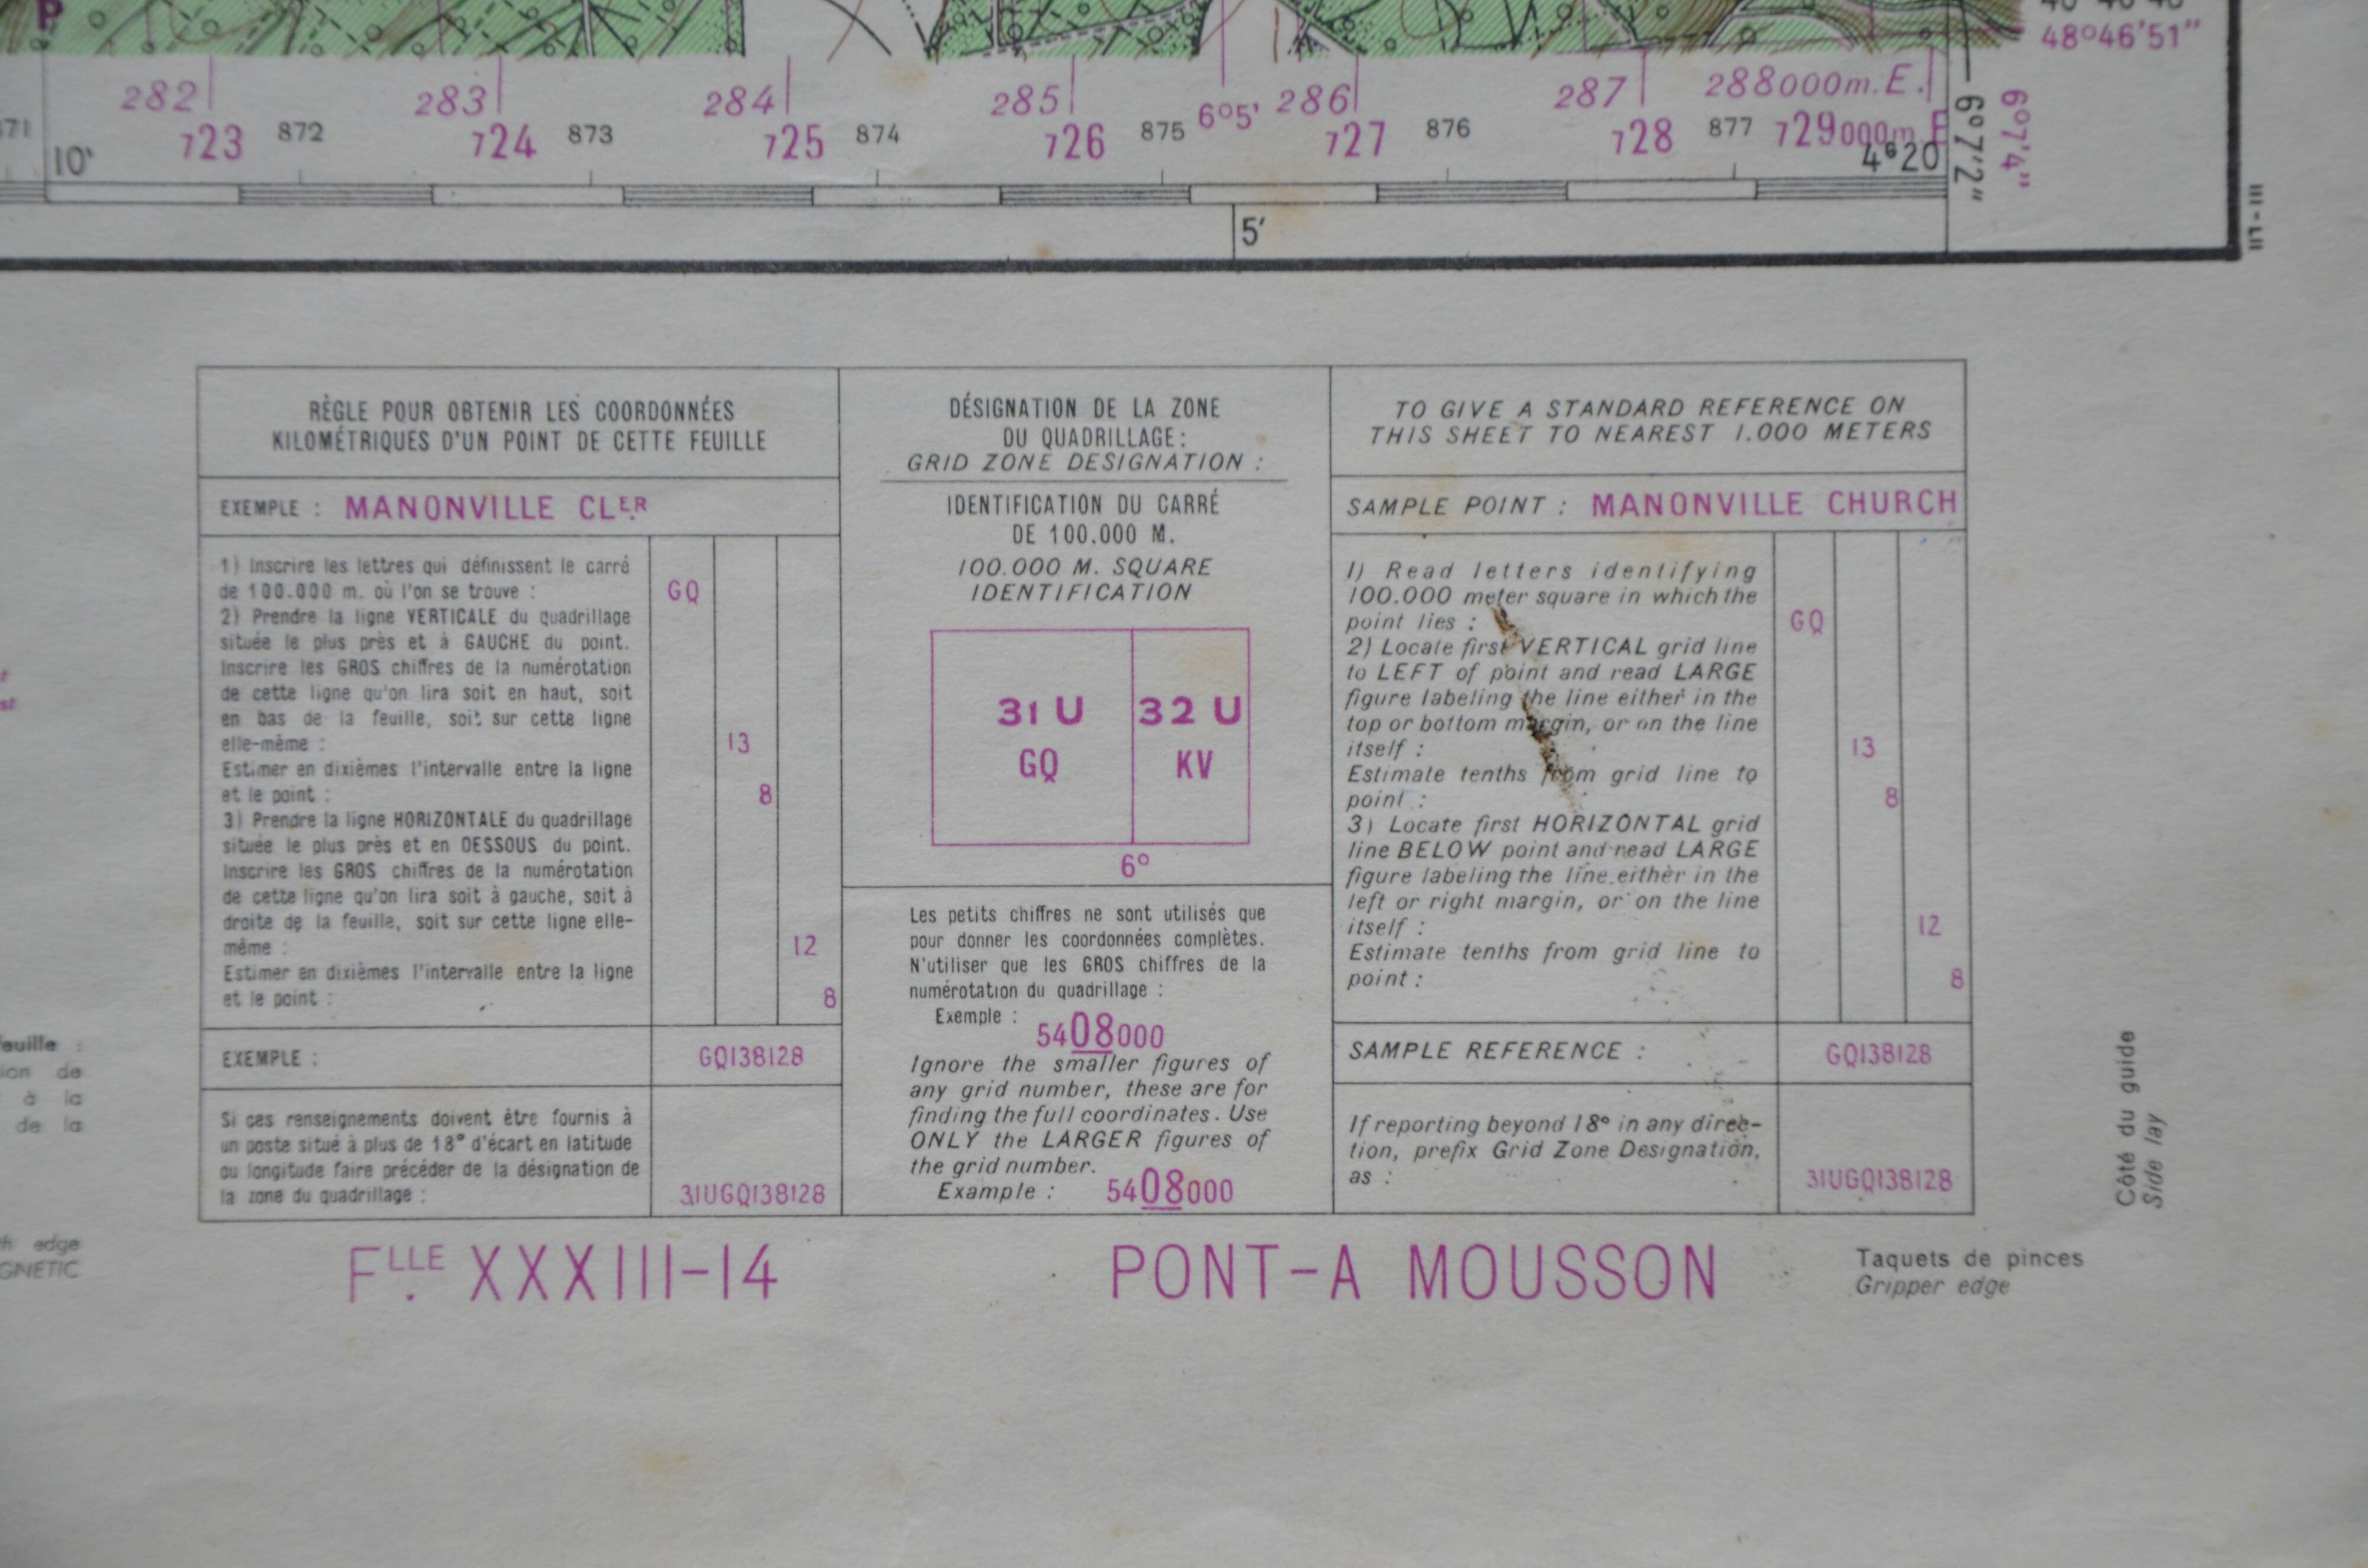 P
48°46'51"
282 283 284 285 6°5' 286 287 288000m.E.
871 872 873 874 875 876 877
723 724 725 726 727 728 729000m.E
10' 4G20
6°7'2"
6°7'4"
5'
III-LII
RÈGLE POUR OBTENIR LES COORDONNÉES
KILOMÉTRIQUES D'UN POINT DE CETTE FEUILLE
EXEMPLE : MANONVILLE CLER
1) Inscrire les lettres qui définissent le carré
de 100.000 m. où l'on se trouve : GQ
2) Prendre la ligne VERTICALE du quadrillage
située le plus près et à GAUCHE du point.
Inscrire les GROS chiffres de la numérotation
de cette ligne qu'on lira soit en haut, soit
en bas de la feuille, soit sur cette ligne
elle-même : 13
Estimer en dixièmes l'intervalle entre la ligne
et le point : 8
3) Prendre la ligne HORIZONTALE du quadrillage
située le plus près et en DESSOUS du point.
Inscrire les GROS chiffres de la numérotation
de cette ligne qu'on lira soit à gauche, soit à
droite de la feuille, soit sur cette ligne elle-
même : 12
Estimer en dixièmes l'intervalle entre la ligne
et le point : 8
EXEMPLE : GQ138128
Si ces renseignements doivent être fournis à
un poste situé à plus de 18° d'écart en latitude
ou longitude faire précéder de la désignation de
la zone du quadrillage : 31UGQ138128
DÉSIGNATION DE LA ZONE
DU QUADRILLAGE :
GRID ZONE DESIGNATION :
IDENTIFICATION DU CARRÉ
DE 100.000 M.
100.000 M. SQUARE
IDENTIFICATION
31 U 32 U
GQ KV
6°
Les petits chiffres ne sont utilisés que
pour donner les coordonnées complètes.
N'utiliser que les GROS chiffres de la
numérotation du quadrillage :
Exemple :
5408000
Ignore the smaller figures of
any grid number, these are for
finding the full coordinates. Use
ONLY the LARGER figures of
the grid number.
Example : 5408000
TO GIVE A STANDARD REFERENCE ON
THIS SHEET TO NEAREST 1.000 METERS
SAMPLE POINT : MANONVILLE CHURCH
1) Read letters identifying
100.000 meter square in which the
point lies : GQ
2) Locate first VERTICAL grid line
to LEFT of point and read LARGE
figure labeling the line either in the
top or bottom margin, or on the line
itself : 13
Estimate tenths from grid line to
point : 8
3) Locate first HORIZONTAL grid
line BELOW point and read LARGE
figure labeling the line either in the
left or right margin, or on the line
itself : 12
Estimate tenths from grid line to
point : 8
SAMPLE REFERENCE : GQ138128
If reporting beyond 18° in any direc-
tion, prefix Grid Zone Designation,
as : 31UGQ138128
de
à la
de la
edge
Côté du guide
Side lay
FLLE XXXIII-14
PONT-A MOUSSON
Taquets de pinces
Gripper edge